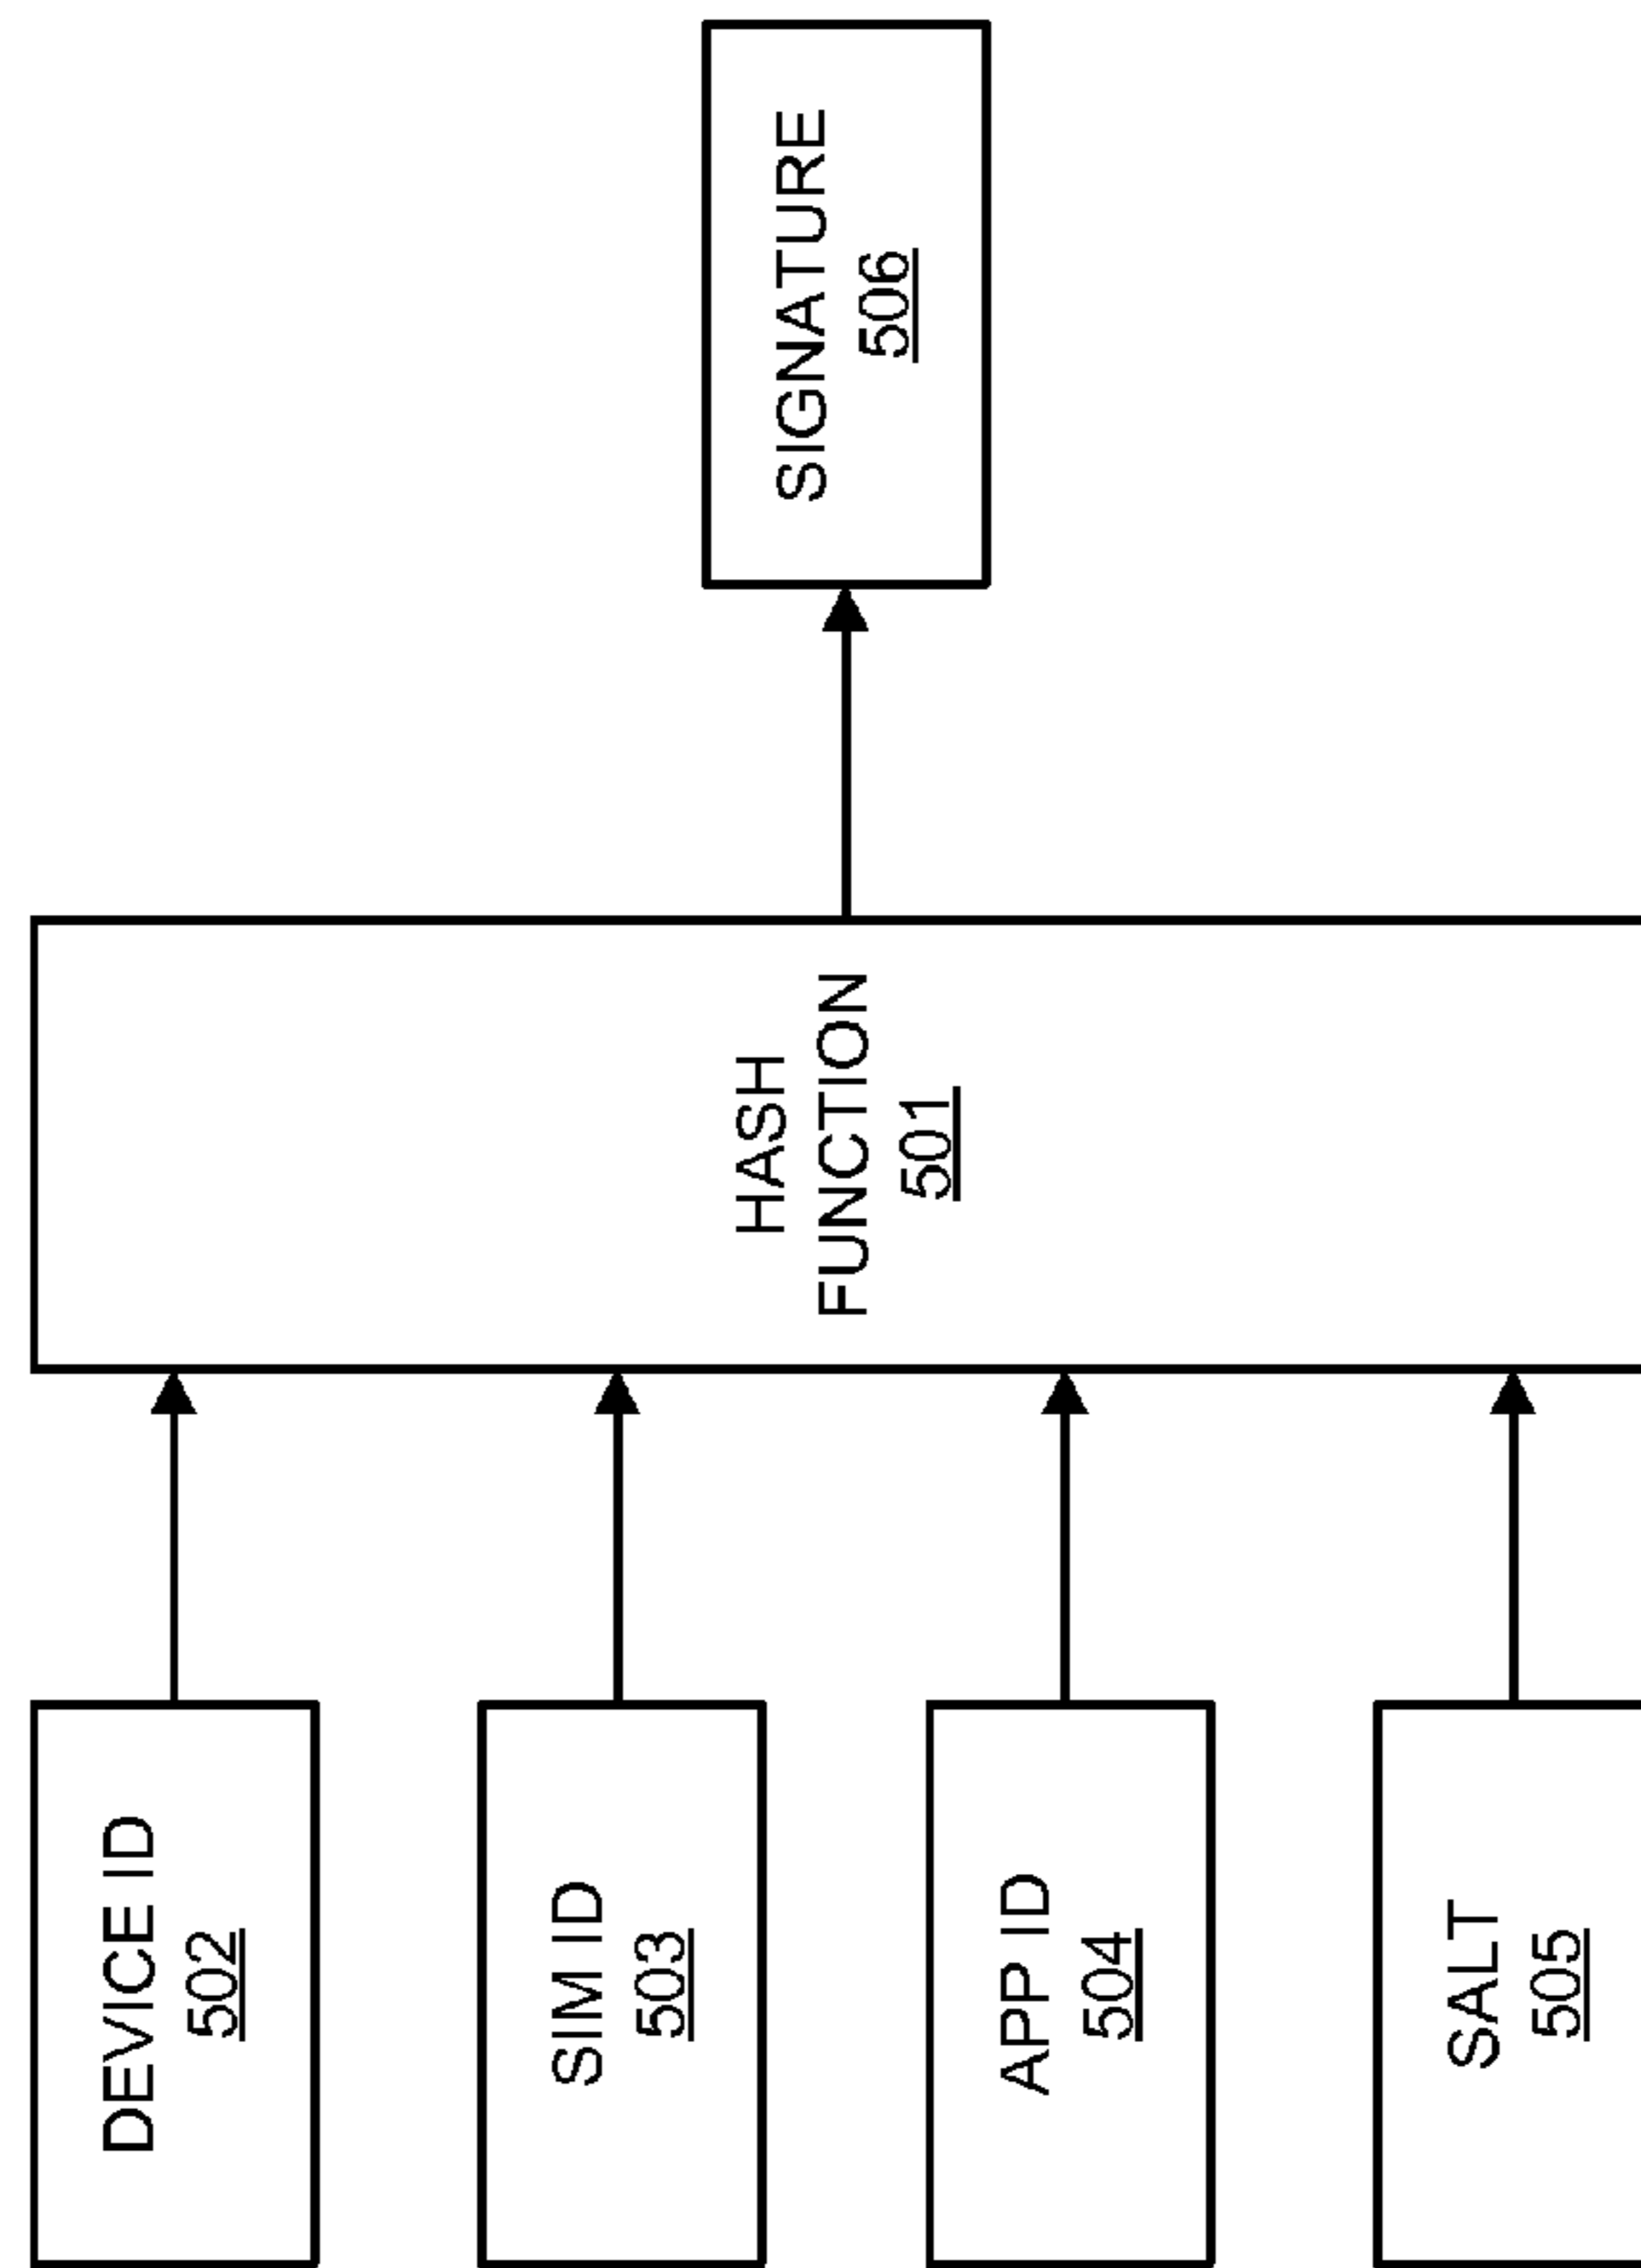 DEVICE ID
502
SIM ID
503
APP ID
504
SALT
505
HASH
FUNCTION
501
SIGNATURE
506